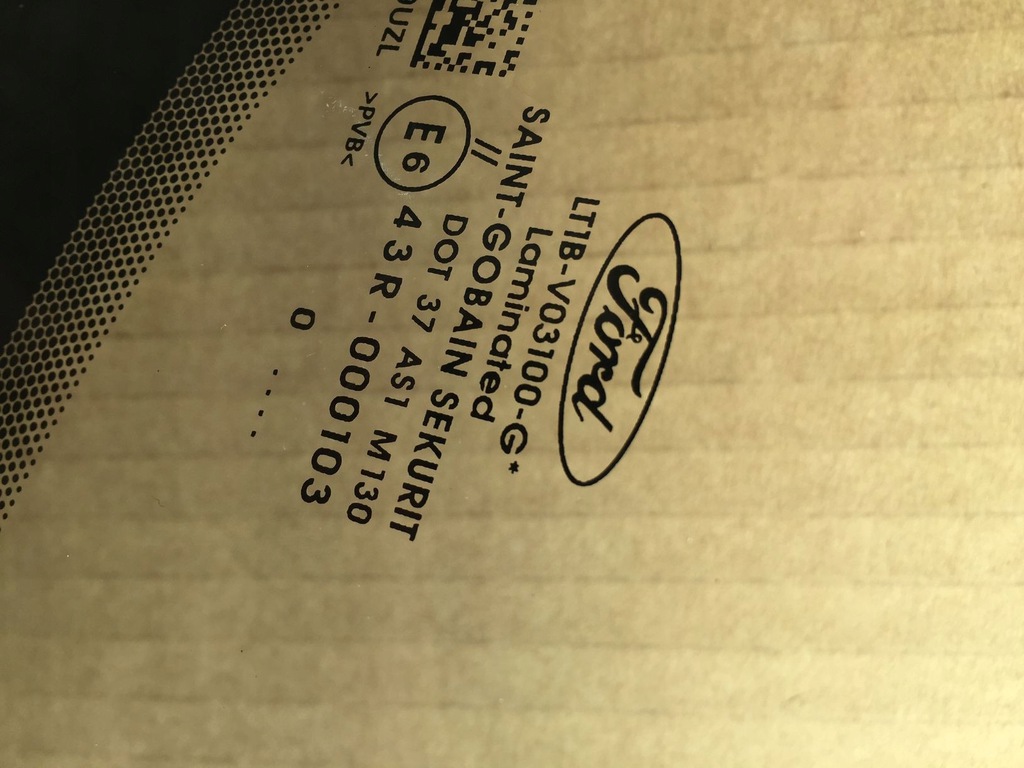 Ford
LT1B-V03100-G*
Laminated
SAINT-GOBAIN SEKURIT
//
DOT 37 AS1 M130
E6 43R-000103
>PVB<
0
....